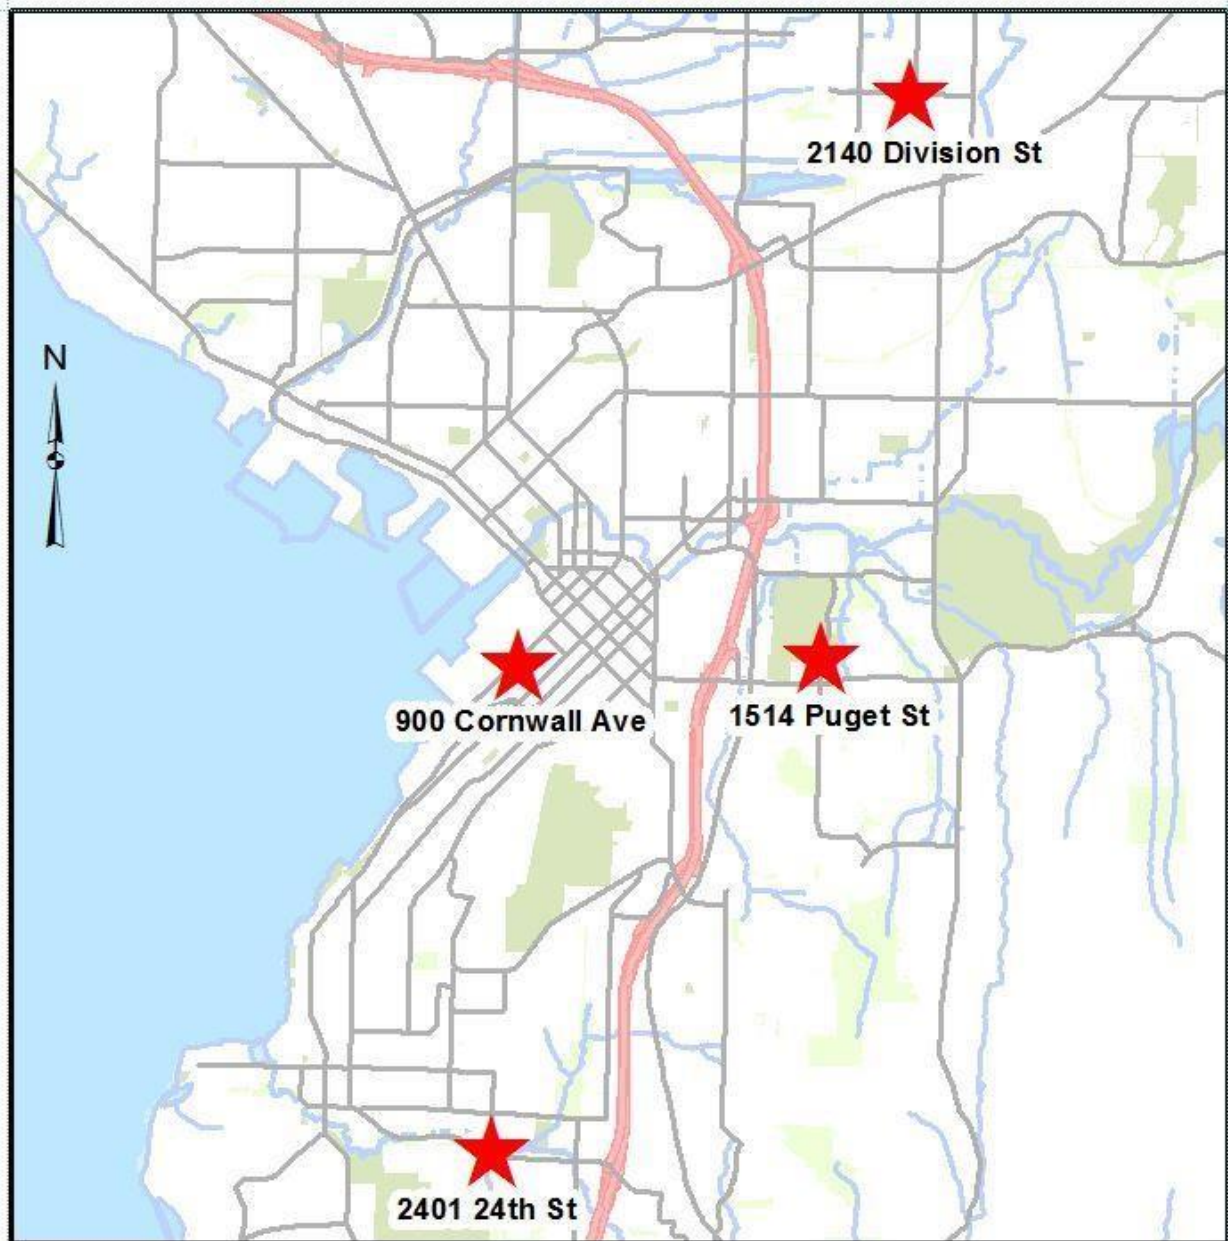 2140 Division St
N
900 Cornwall Ave
1514 Puget St
2401 24th St